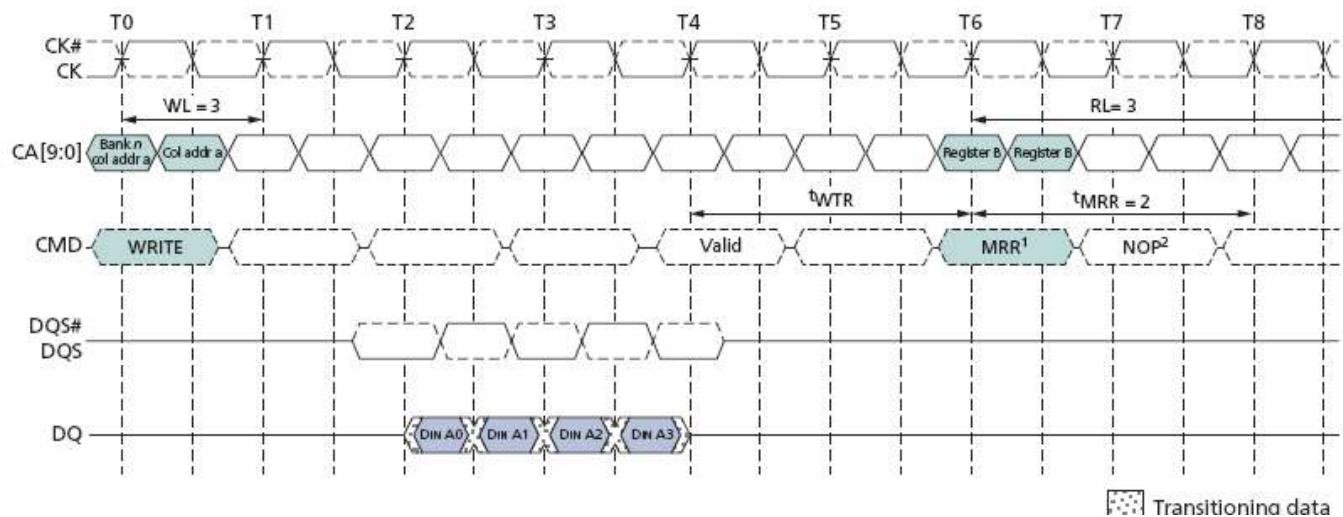 T0 T1 T2 T3 T4 T5 T6 T7 T8
CK#
CK
WL = 3 RL = 3
CA[9:0] Bank n col addr a Col addr a Register B Register B
tWTR tMRR = 2
CMD WRITE Valid MRR1 NOP2
DQS#
DQS
DQ DIN A0 DIN A1 DIN A2 DIN A3
Transitioning data